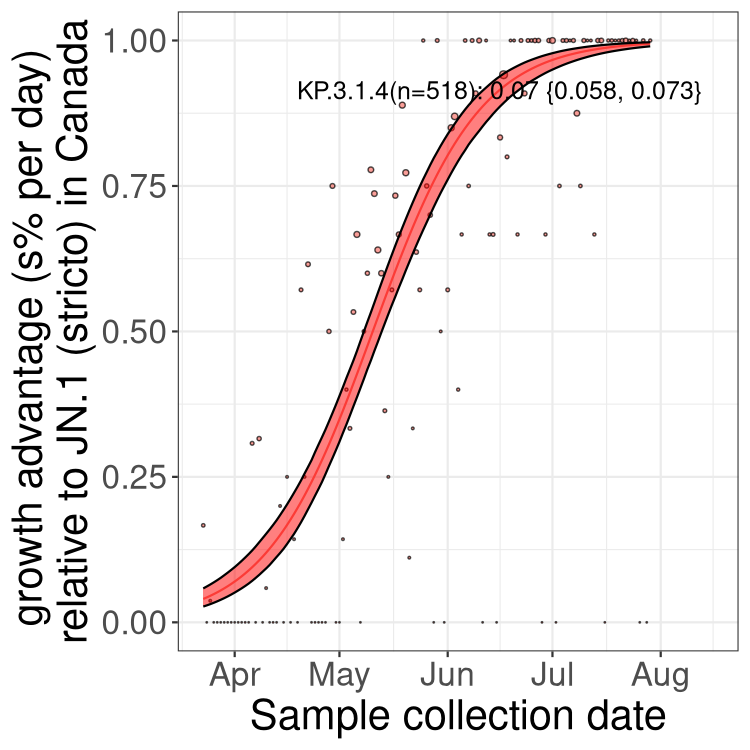 growth advantage (s% per day)
relative to JN.1 (stricto) in Canada
1.00
0.75
0.50
0.25
0.00
KP.3.1.4(n=518): 0.07 {0.058, 0.073}
Apr May Jun Jul Aug
Sample collection date